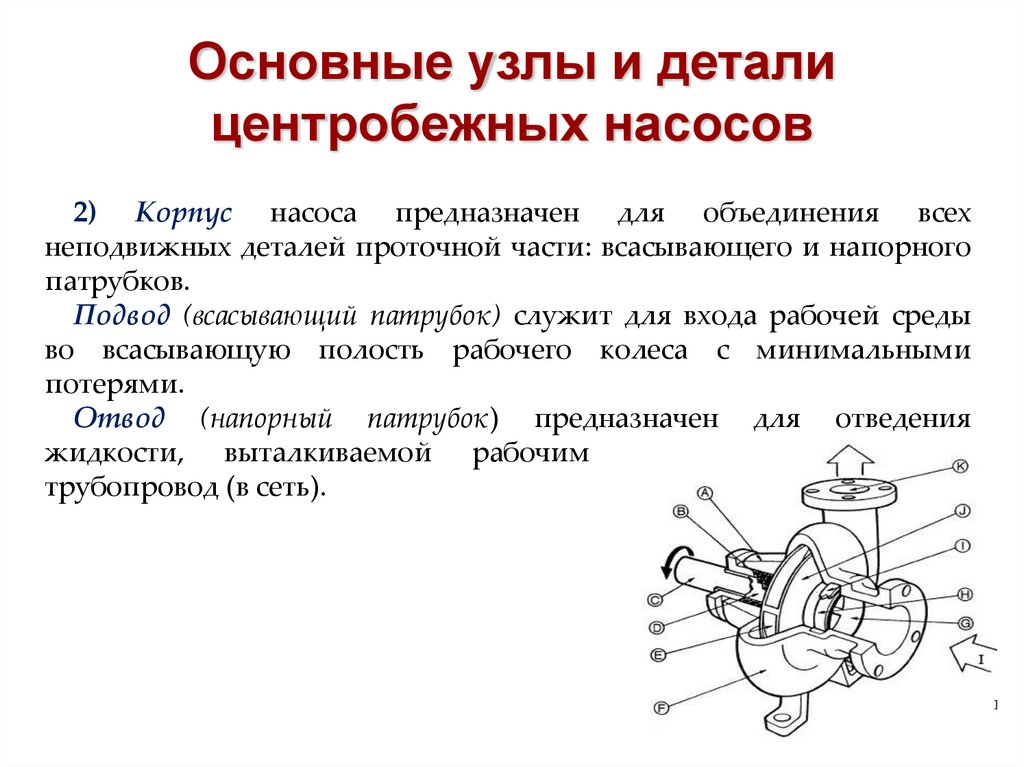 Основные узлы и детали
центробежных насосов
2) Корпус насоса предназначен для объединения всех
неподвижных деталей проточной части: всасывающего и напорного
патрубков.
Подвод (всасывающий патрубок) служит для входа рабочей среды
во всасывающую полость рабочего колеса с минимальными
потерями.
Отвод (напорный патрубок) предназначен для отведения
жидкости, выталкиваемой рабочим
трубопровод (в сеть).
K
A
B
J
I
C
H
D
G
E
I
F